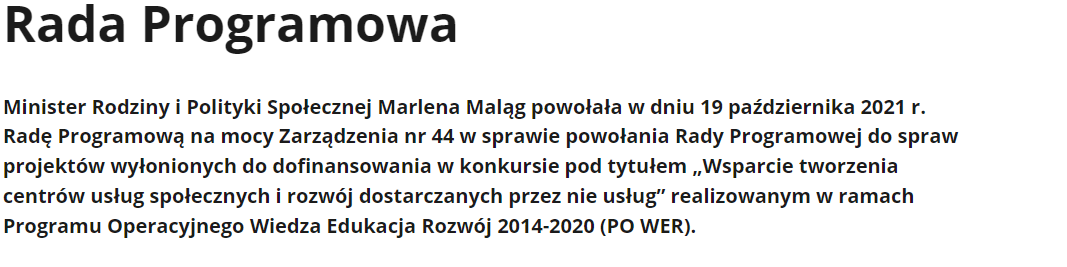 Rada Programowa
Minister Rodziny i Polityki Społecznej Marlena Maląg powołała w dniu 19 października 2021 r.
Radę Programową na mocy Zarządzenia nr 44 w sprawie powołania Rady Programowej do spraw
projektów wyłonionych do dofinansowania w konkursie pod tytułem „Wsparcie tworzenia
centrów usług społecznych i rozwój dostarczanych przez nie usług” realizowanym w ramach
Programu Operacyjnego Wiedza Edukacja Rozwój 2014-2020 (PO WER).